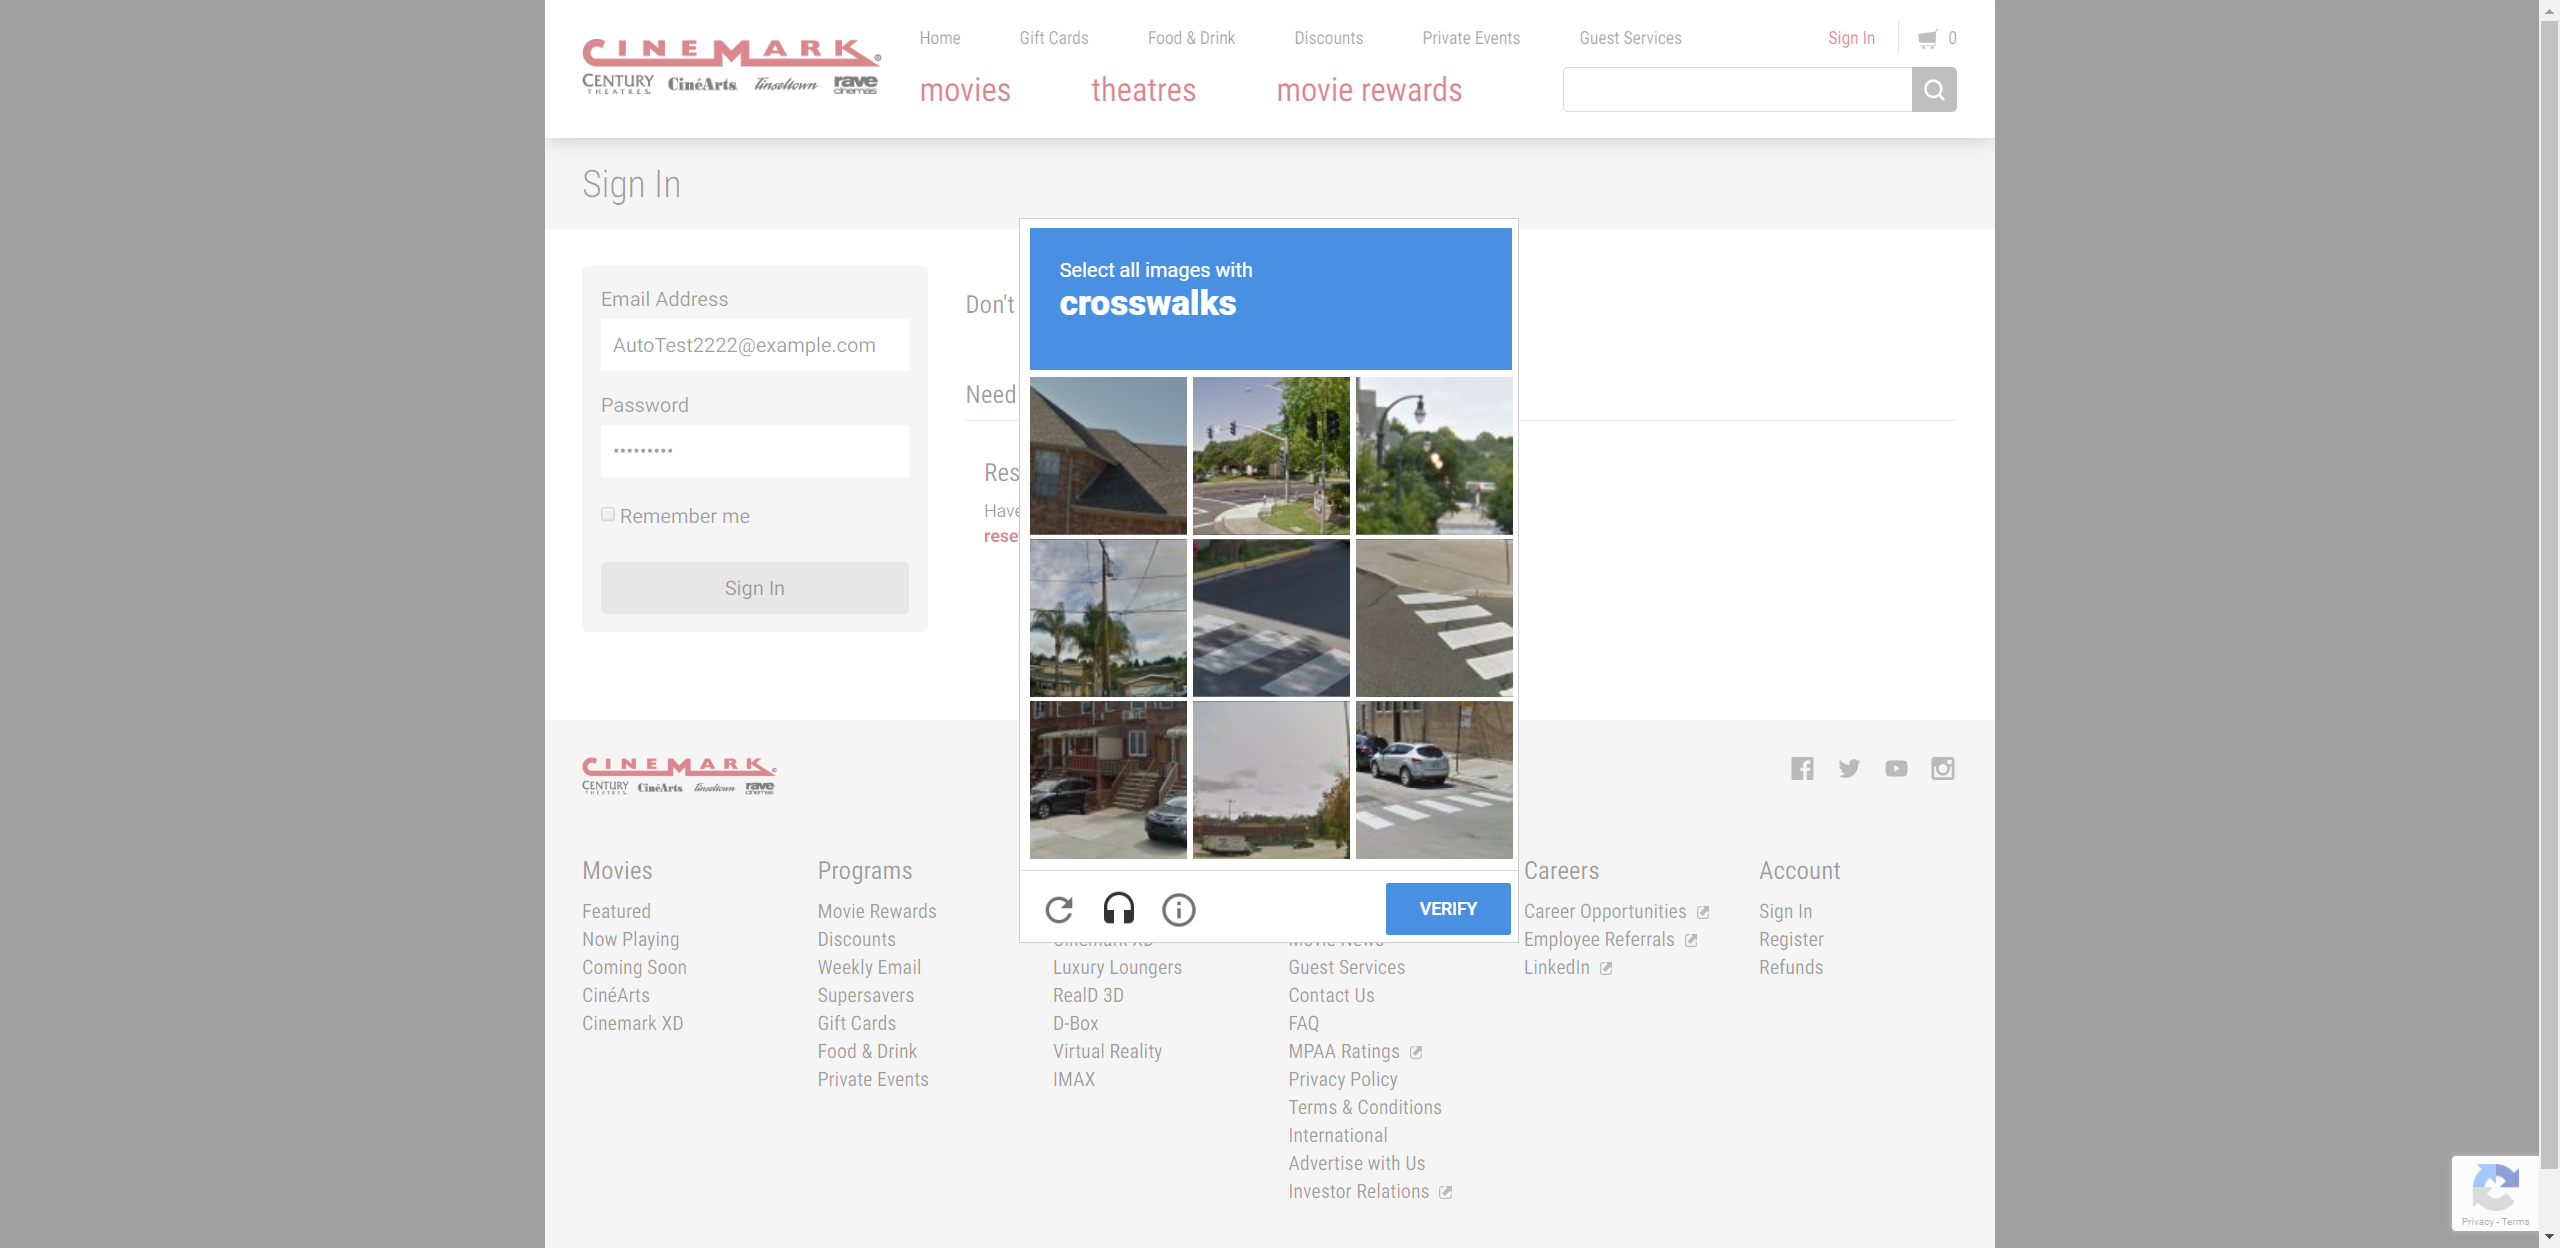 CINEMARK®
CENTURY THEATRES. CinéArts. Tinseltown rave cinemas
Home Gift Cards Food & Drink Discounts Private Events Guest Services Sign In 0
movies theatres movie rewards
Sign In
Email Address
AutoTest2222@example.com
Password
Remember me
Sign In
Don't
Need
Res
Have
rese
Select all images with
crosswalks
VERIFY
CINEMARK®
CENTURY THEATRES. CinéArts Tinseltown rave cinemas
Movies
Featured
Now Playing
Coming Soon
CinéArts
Cinemark XD
Programs
Movie Rewards
Discounts
Weekly Email
Supersavers
Gift Cards
Food & Drink
Private Events
Cinemark XD
Luxury Loungers
RealD 3D
D-Box
Virtual Reality
IMAX
Movie News
Guest Services
Contact Us
FAQ
MPAA Ratings
Privacy Policy
Terms & Conditions
International
Advertise with Us
Investor Relations
Careers
Career Opportunities
Employee Referrals
LinkedIn
Account
Sign In
Register
Refunds
Privacy - Terms